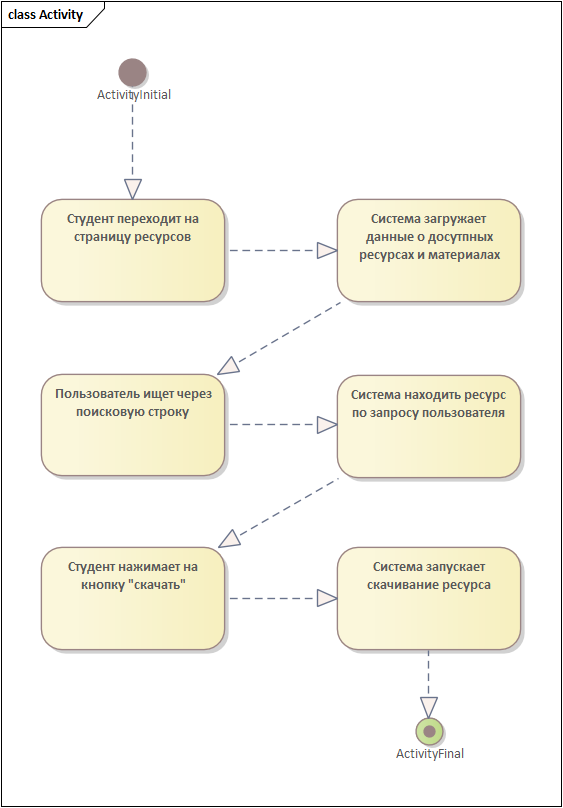 class Activity
ActivityInitial
Студент переходит на
страницу ресурсов
Система загружает
данные о досутпных
ресурсах и материалах
Пользователь ищет через
поисковую строку
Система находить ресурс
по запросу пользователя
Студент нажимает на
кнопку "скачать"
Система запускает
скачивание ресурса
ActivityFinal